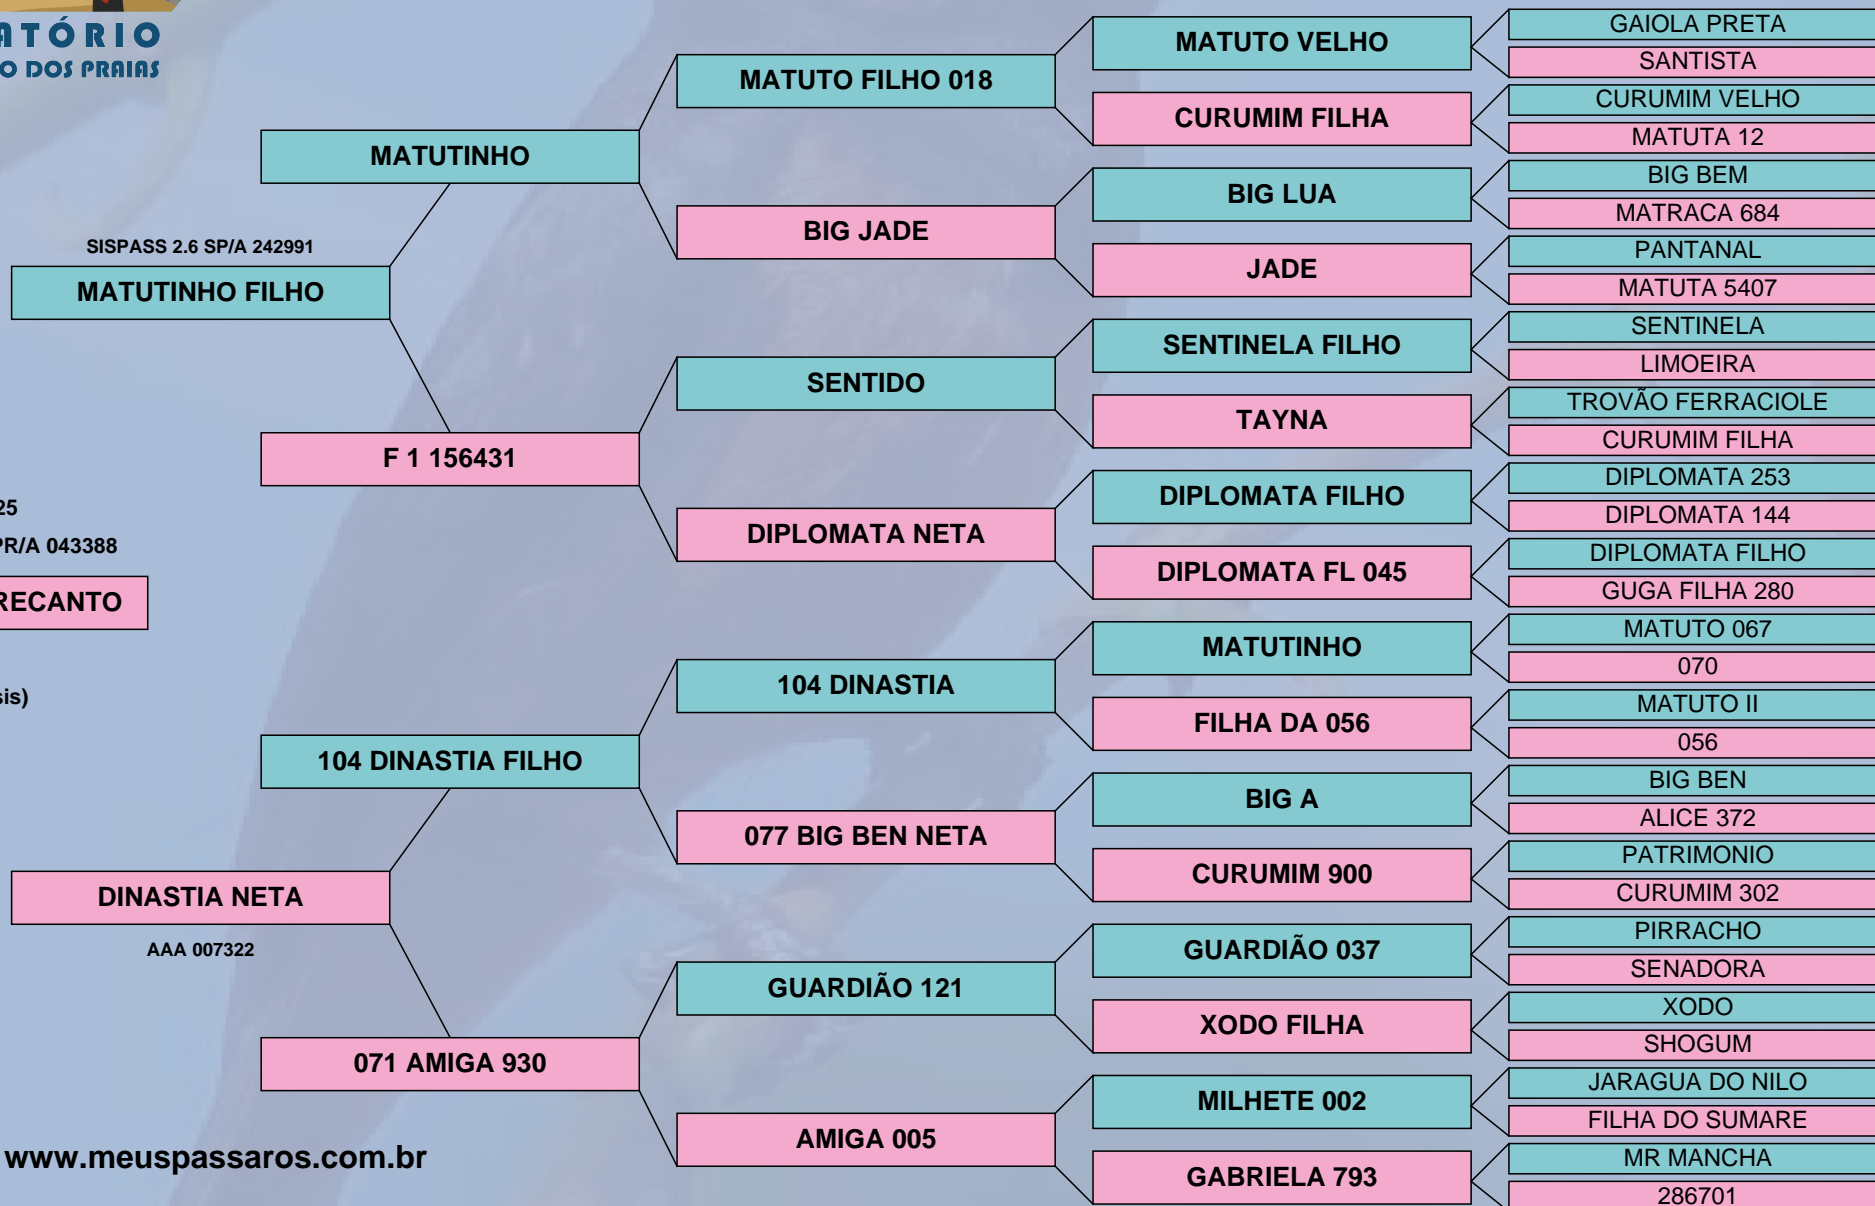 ATÓRIO
O DOS PRAIAS
MATUTINHO
SISPASS 2.6 SP/A 242991
MATUTINHO FILHO
F 1 156431
25
PR/A 043388
RECANTO
sis)
104 DINASTIA FILHO
DINASTIA NETA
AAA 007322
071 AMIGA 930
www.meuspassaros.com.br
MATUTO FILHO 018
BIG JADE
SENTIDO
DIPLOMATA NETA
104 DINASTIA
077 BIG BEN NETA
GUARDIÃO 121
AMIGA 005
MATUTO VELHO
CURUMIM FILHA
BIG LUA
JADE
SENTINELA FILHO
TAYNA
DIPLOMATA FILHO
DIPLOMATA FL 045
MATUTINHO
FILHA DA 056
BIG A
CURUMIM 900
GUARDIÃO 037
XODO FILHA
MILHETE 002
GABRIELA 793
GAIOLA PRETA
SANTISTA
CURUMIM VELHO
MATUTA 12
BIG BEM
MATRACA 684
PANTANAL
MATUTA 5407
SENTINELA
LIMOEIRA
TROVÃO FERRACIOLE
CURUMIM FILHA
DIPLOMATA 253
DIPLOMATA 144
DIPLOMATA FILHO
GUGA FILHA 280
MATUTO 067
070
MATUTO II
056
BIG BEN
ALICE 372
PATRIMONIO
CURUMIM 302
PIRRACHO
SENADORA
XODO
SHOGUM
JARAGUA DO NILO
FILHA DO SUMARE
MR MANCHA
286701